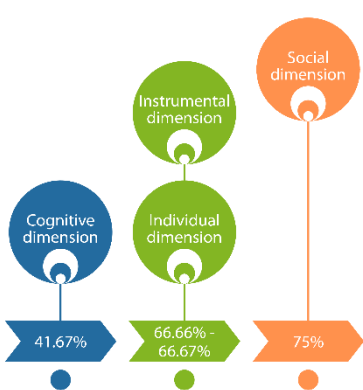 Social
dimension
Instrumental
dimension
Cognitive
dimension
Individual
dimension
41.67%
66.66% -
66.67%
75%